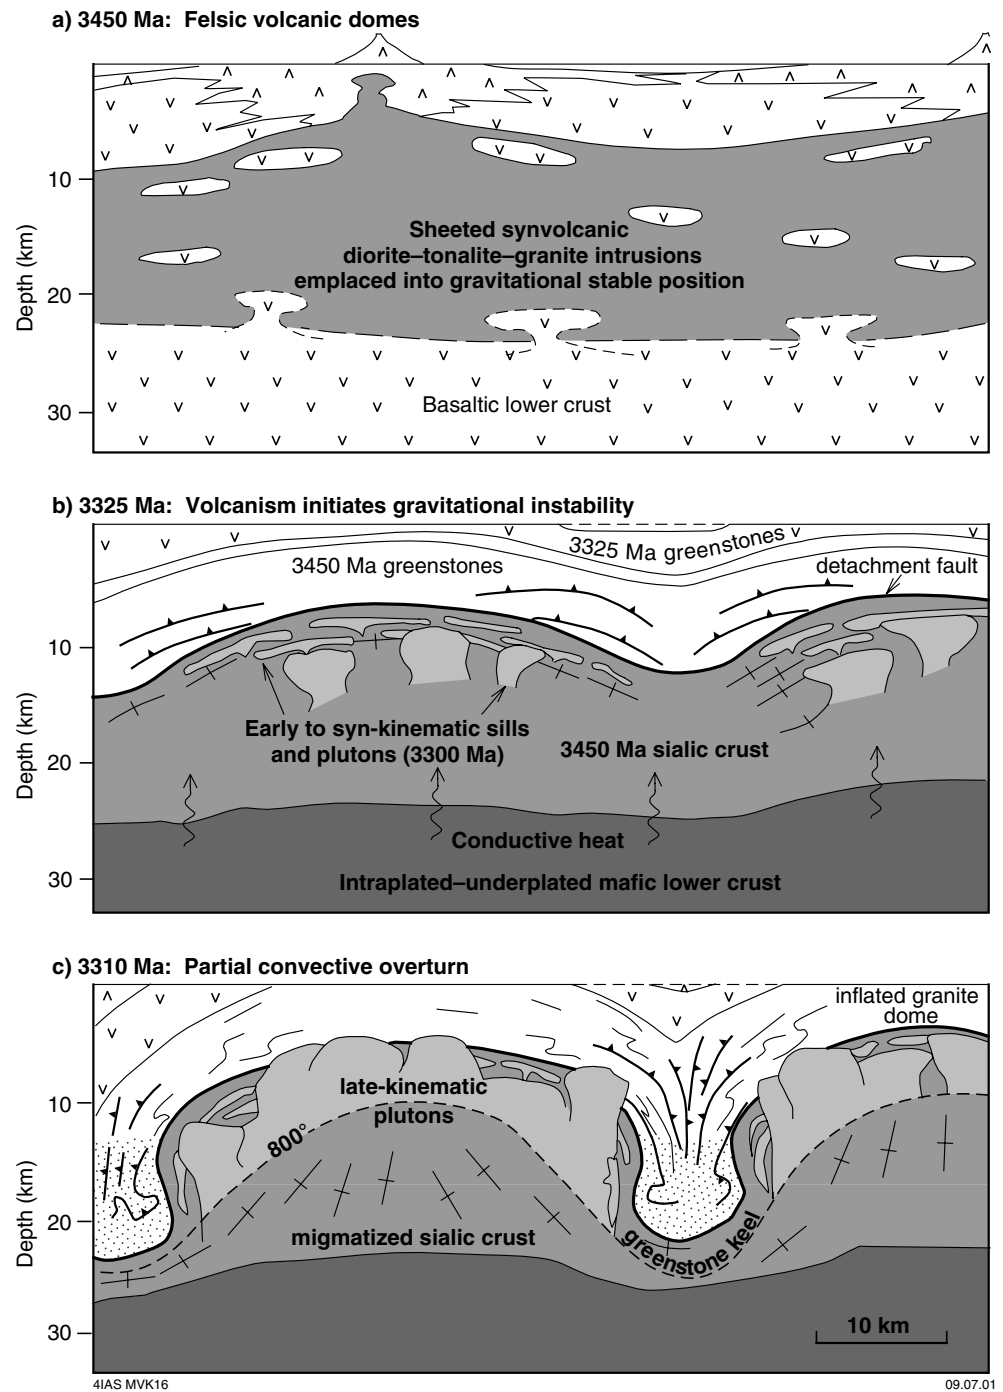 a) 3450 Ma: Felsic volcanic domes
10
20
30
Depth (km)
Sheeted synvolcanic
diorite–tonalite–granite intrusions
emplaced into gravitational stable position
Basaltic lower crust
b) 3325 Ma: Volcanism initiates gravitational instability
3325 Ma greenstones
3450 Ma greenstones
detachment fault
10
20
30
Depth (km)
Early to syn-kinematic sills
and plutons (3300 Ma)
3450 Ma sialic crust
Conductive heat
Intraplated–underplated mafic lower crust
c) 3310 Ma: Partial convective overturn
inflated granite
dome
10
20
30
Depth (km)
late-kinematic
plutons
800°
migmatized sialic crust
greenstone keel
10 km
4IAS MVK16
09.07.01